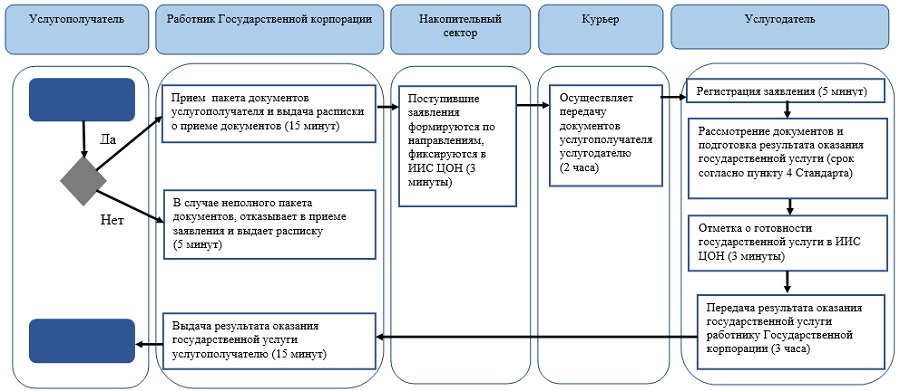 Услугополучатель
Работник Государственной корпорации
Накопительный
сектор
Курьер
Услугодатель
Прием пакета документов
услугополучателя и выдача расписки
о приеме документов (15 минут)
Поступившие
заявления
формируются по
направлениям,
фиксируются в
ИИС ЦОН (3
минуты)
Осуществляет
передачу
документов
услугополучателя
услугодателю
(2 часа)
Регистрация заявления (5 минут)
Рассмотрение документов и
подготовка результата оказания
государственной услуги (срок
согласно пункту 4 Стандарта)
Да
Нет
В случае неполного пакета
документов, отказывает в приеме
заявления и выдает расписку
(5 минут)
Отметка о готовности
государственной услуги в ИИС
ЦОН (3 минуты)
Передача результата оказания
государственной услуги
работнику Государственной
корпорации (3 часа)
Выдача результата оказания
государственной услуги
услугополучателю (15 минут)